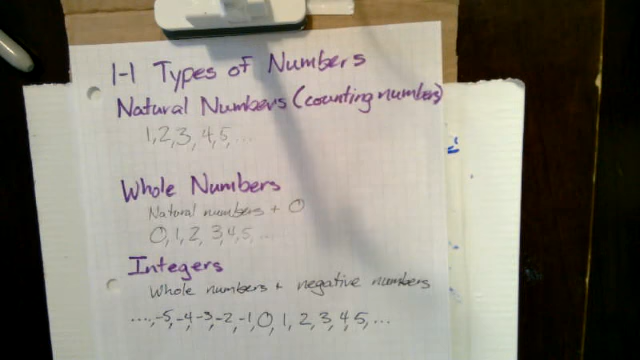 1-1 Types of Numbers
Natural Numbers (counting numbers)
1, 2, 3, 4, 5, ...
Whole Numbers
Natural numbers + 0
0, 1, 2, 3, 4, 5, ...
Integers
Whole numbers + negative numbers
...., -5, -4, -3, -2, -1, 0, 1, 2, 3, 4, 5, ...